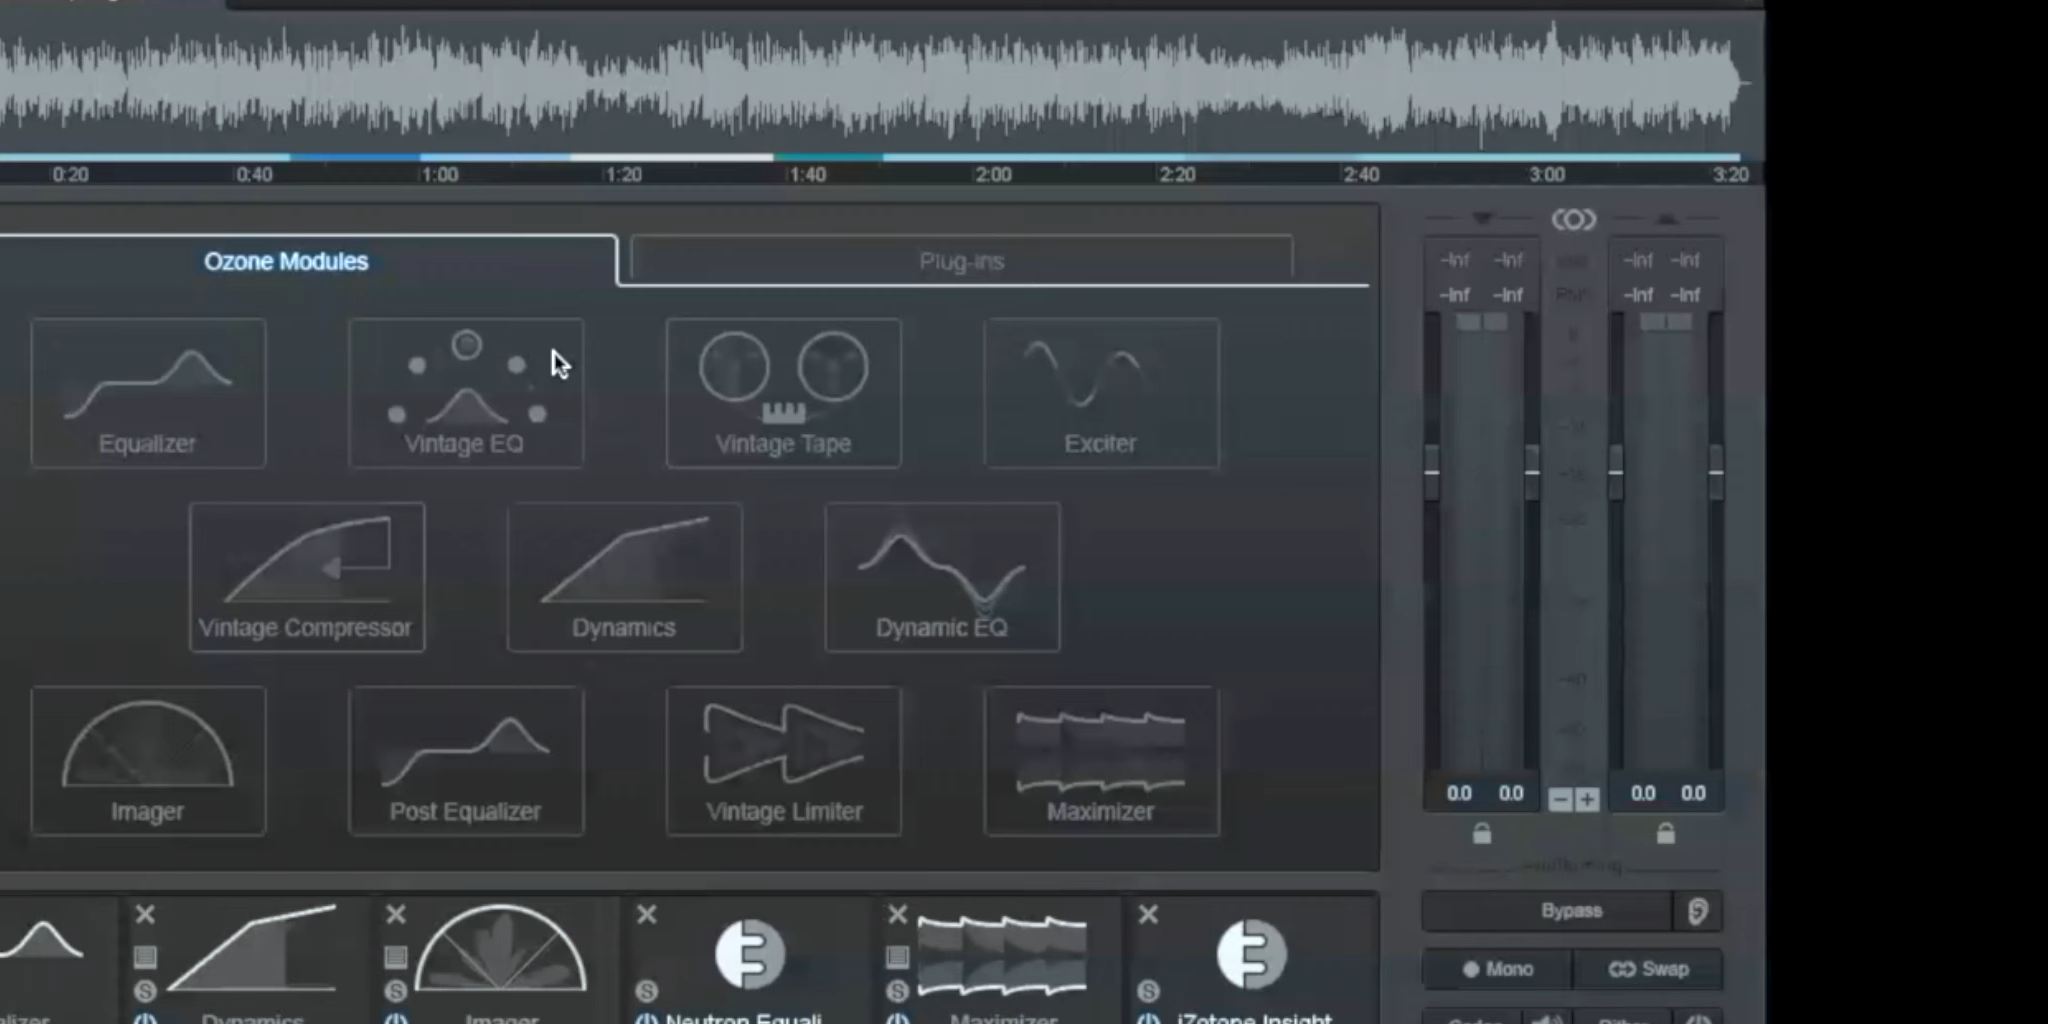 0:20 0:40 1:00 1:20 1:40 2:00 2:20 2:40 3:00 3:20
Ozone Modules Plug-ins
-Inf -Inf -Inf -Inf
-Inf -Inf -Inf -Inf
Equalizer Vintage EQ Vintage Tape Exciter
Vintage Compressor Dynamics Dynamic EQ
Imager Post Equalizer Vintage Limiter Maximizer
0.0 0.0 0.0 0.0
Bypass
Mono Swap
S S S S S
Dynamics Imager Neutron Equali Maximizer iZotope Insight